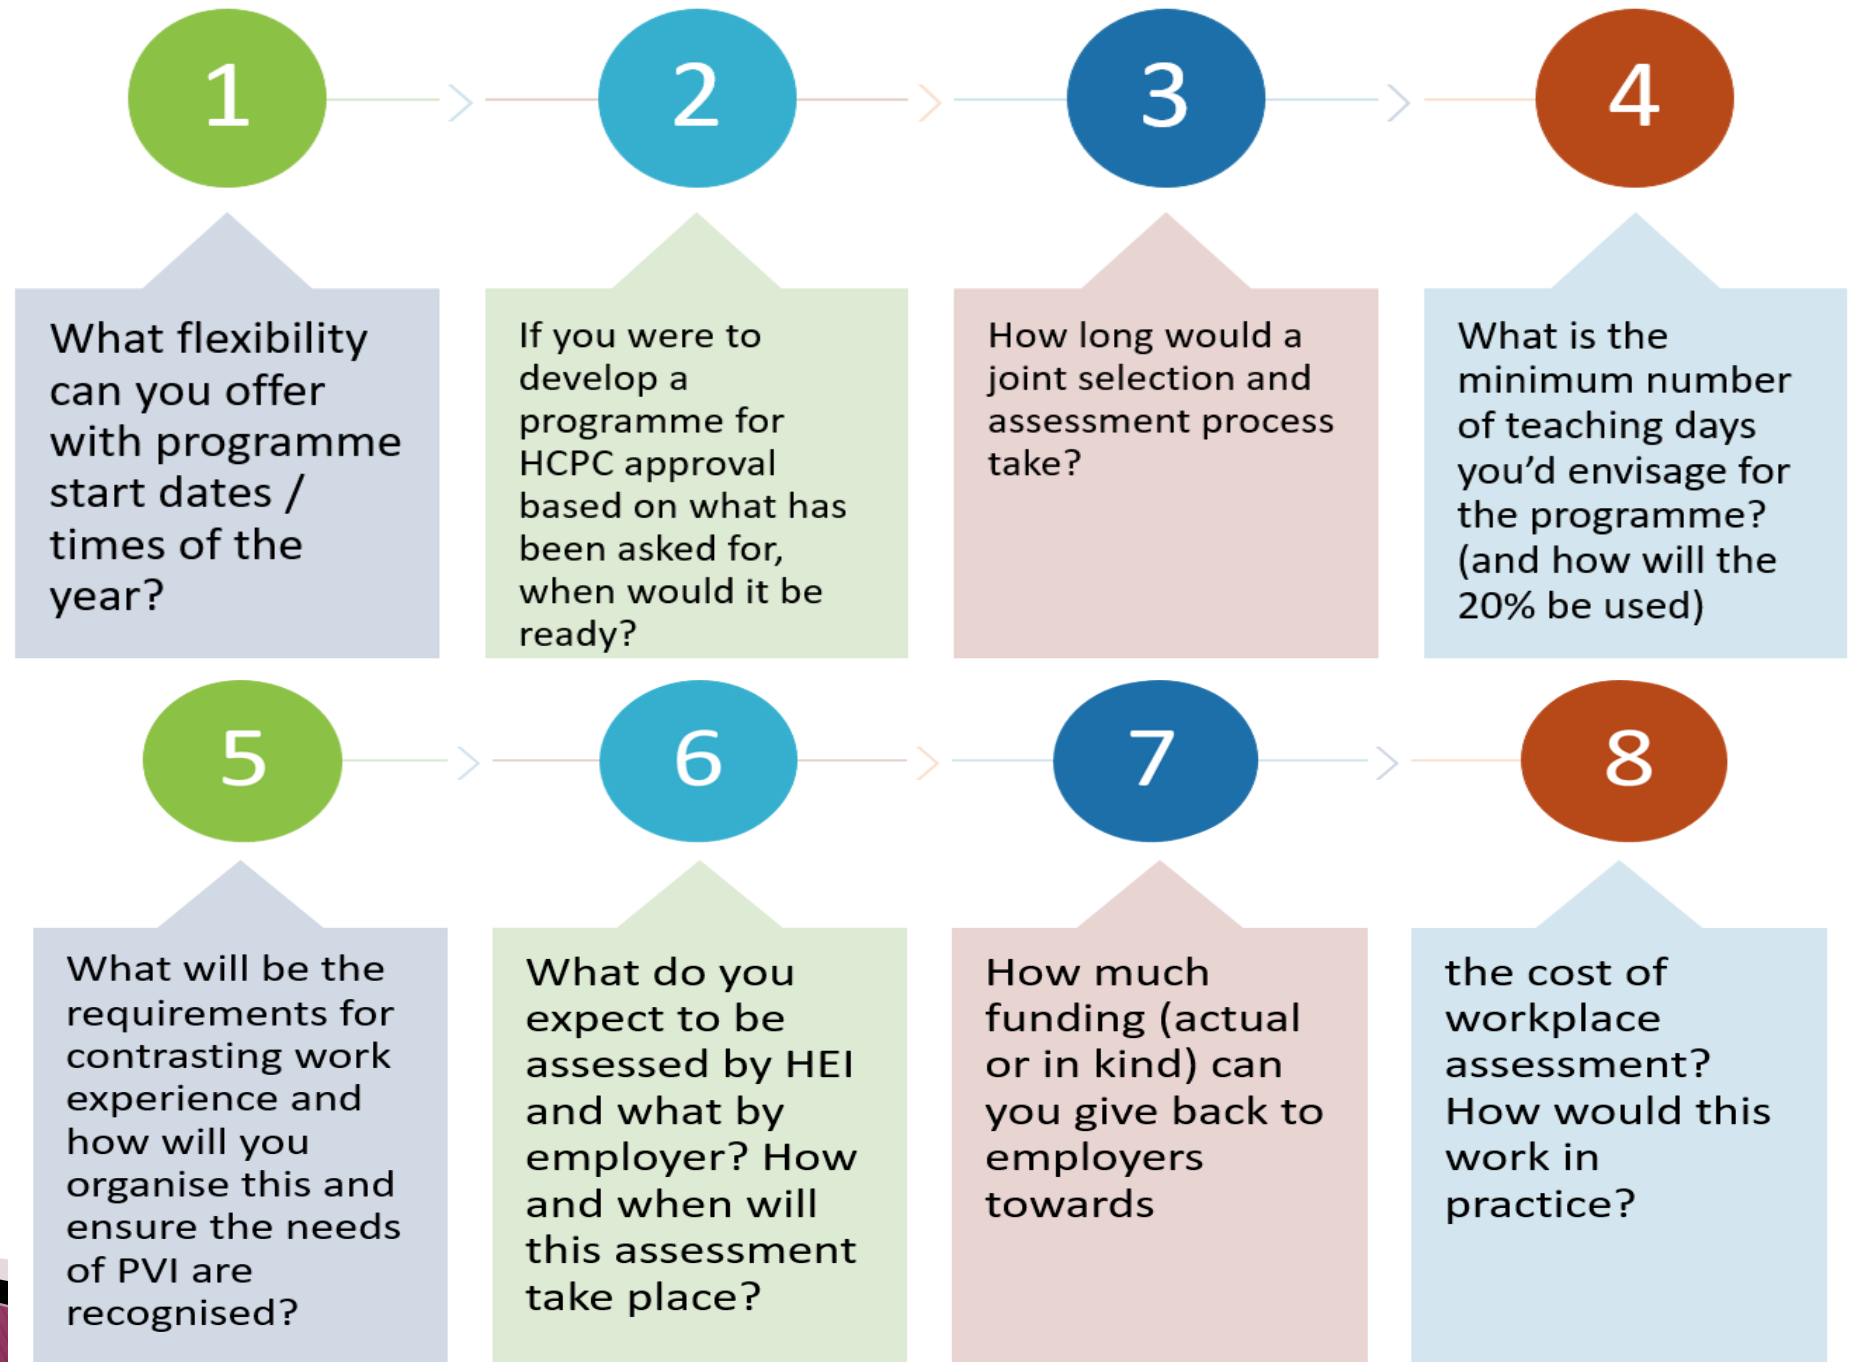 1
2
3
4
What flexibility
can you offer
with programme
start dates /
times of the
year?
If you were to
develop a
programme for
HCPC approval
based on what has
been asked for,
when would it be
ready?
How long would a
joint selection and
assessment process
take?
What is the
minimum number
of teaching days
you’d envisage for
the programme?
(and how will the
20% be used)
5
6
7
8
What will be the
requirements for
contrasting work
experience and
how will you
organise this and
ensure the needs
of PVI are
recognised?
What do you
expect to be
assessed by HEI
and what by
employer? How
and when will
this assessment
take place?
How much
funding (actual
or in kind) can
you give back to
employers
towards
the cost of
workplace
assessment?
How would this
work in
practice?